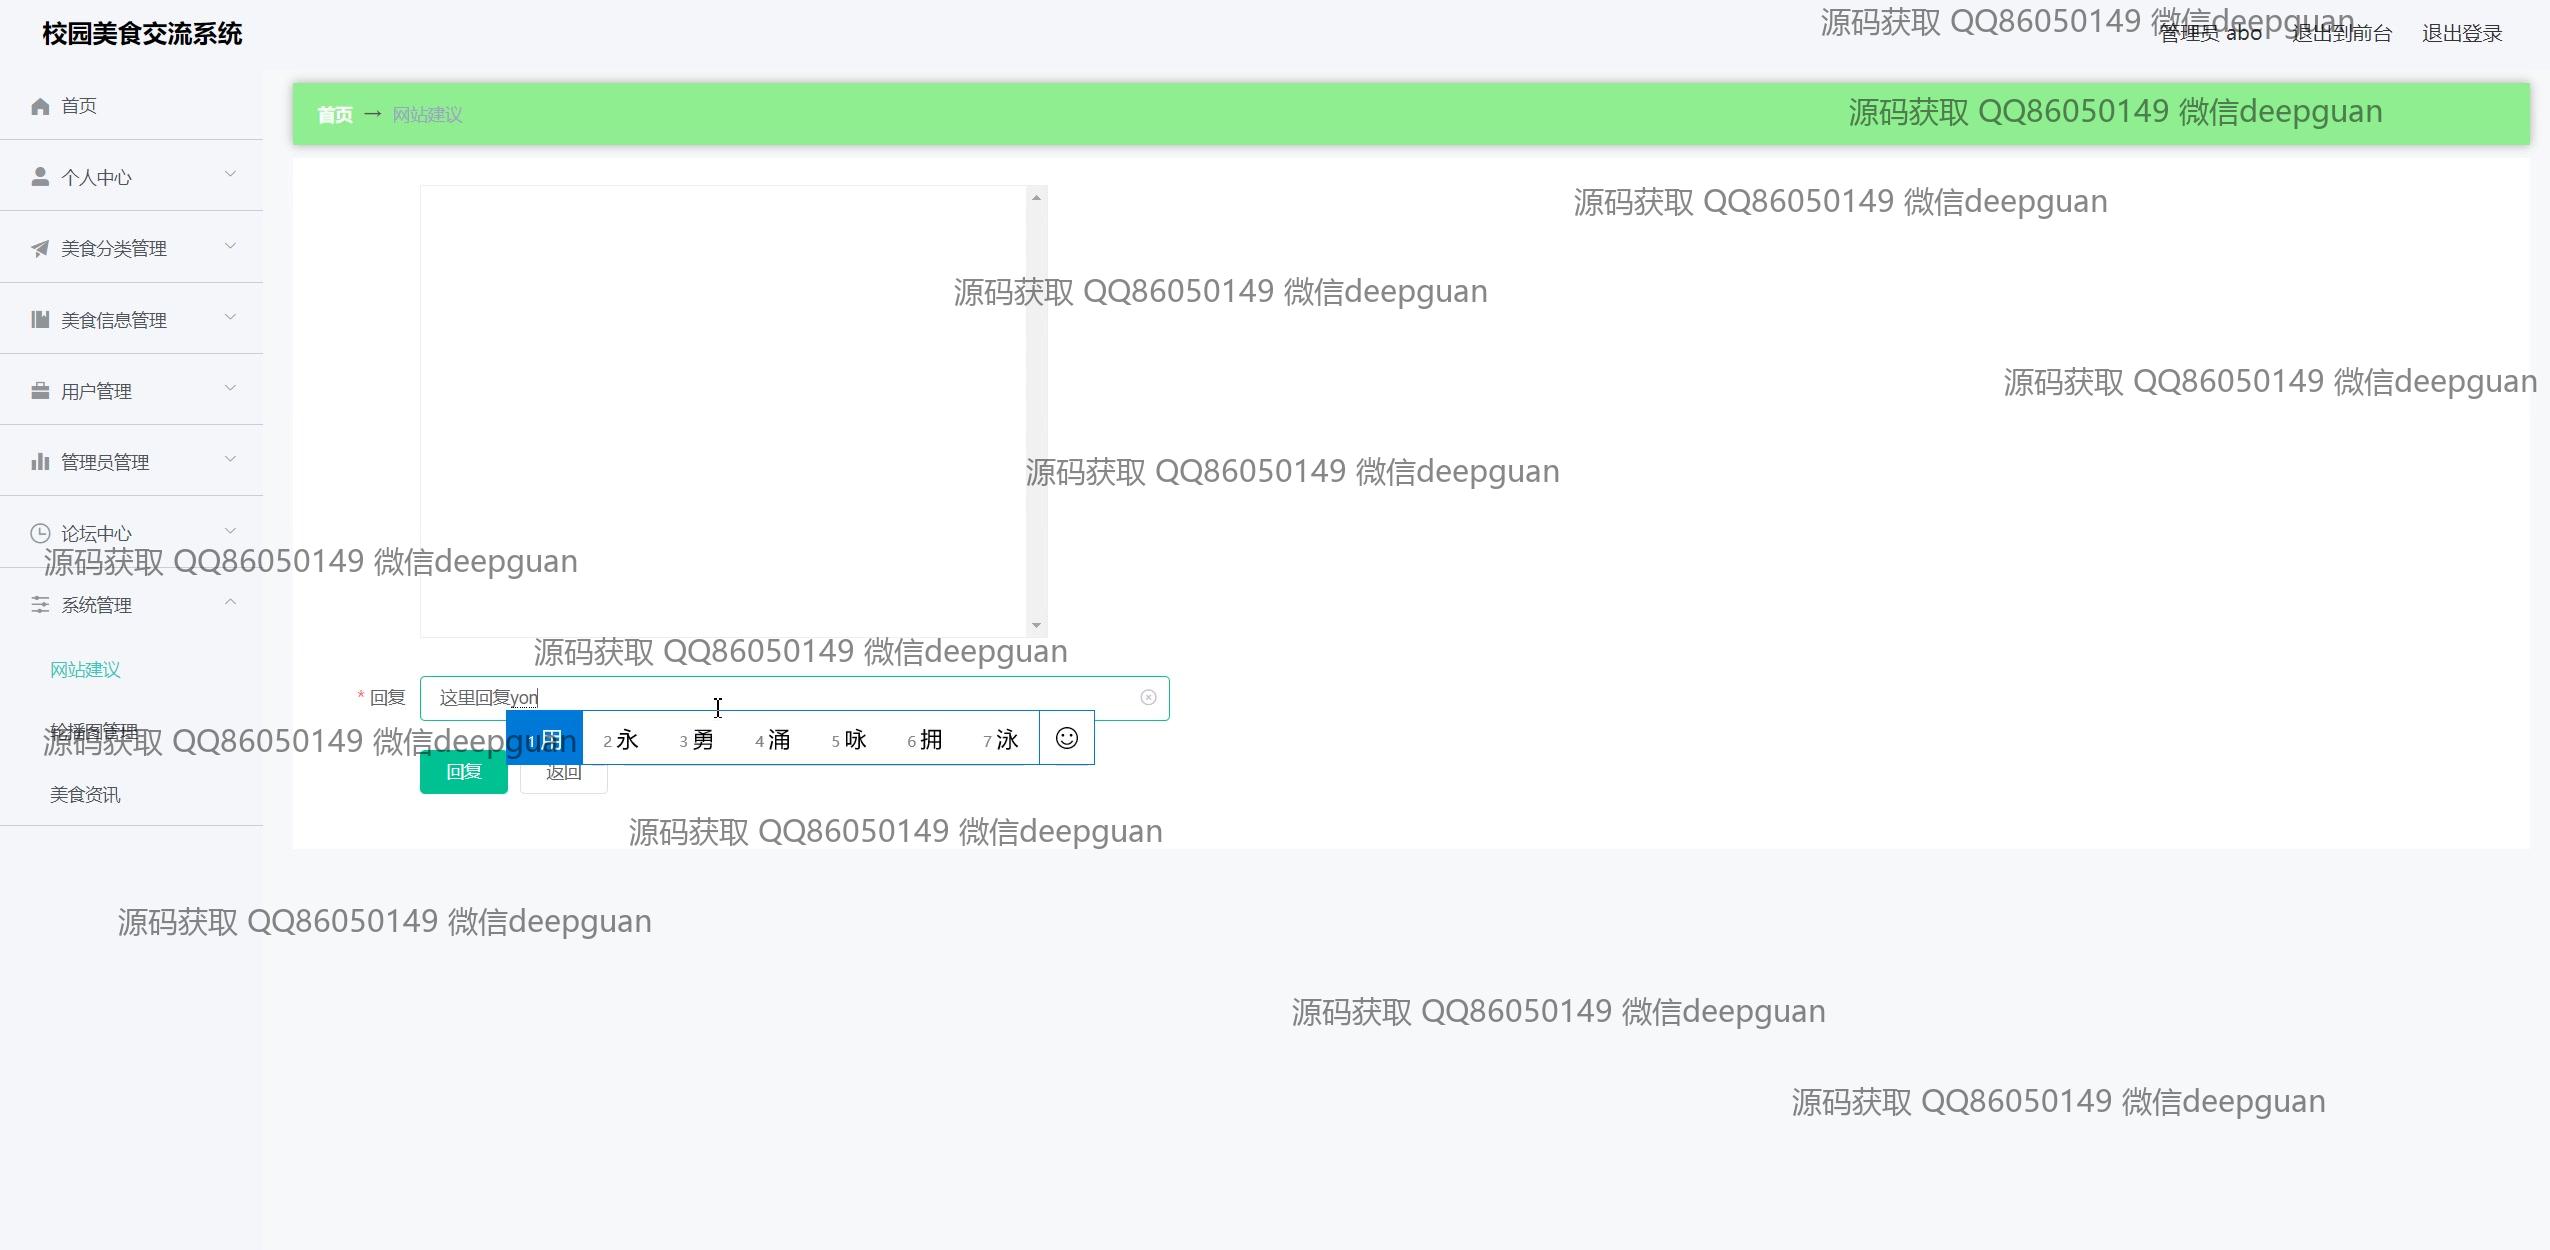 校园美食交流系统
源码获取 QQ86050149 微信deepguan
管理员 abo 退出到前台 退出登录
首页
首页 → 网站建议
源码获取 QQ86050149 微信deepguan
个人中心
源码获取 QQ86050149 微信deepguan
美食分类管理
源码获取 QQ86050149 微信deepguan
美食信息管理
源码获取 QQ86050149 微信deepguan
用户管理
管理员管理
源码获取 QQ86050149 微信deepguan
论坛中心
源码获取 QQ86050149 微信deepguan
系统管理
源码获取 QQ86050149 微信deepguan
网站建议
* 回复 这里回复yon
轮播图管理
源码获取 QQ86050149 微信deepguan
1 用 2 永 3 勇 4 涌 5 咏 6 拥 7 泳
回复 返回
美食资讯
源码获取 QQ86050149 微信deepguan
源码获取 QQ86050149 微信deepguan
源码获取 QQ86050149 微信deepguan
源码获取 QQ86050149 微信deepguan